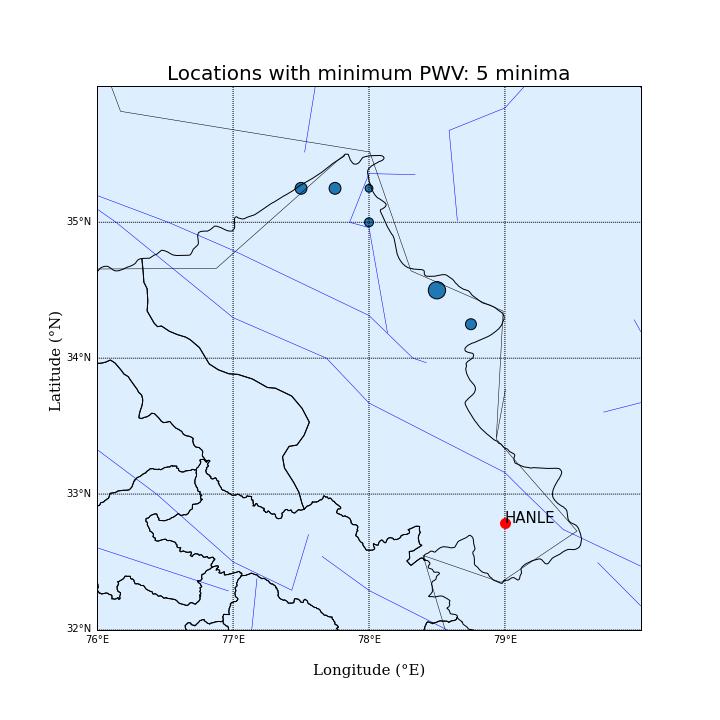 Locations with minimum PWV: 5 minima
35°N
34°N
33°N
32°N
Latitude (°N)
HANLE
76°E 77°E 78°E 79°E
Longitude (°E)